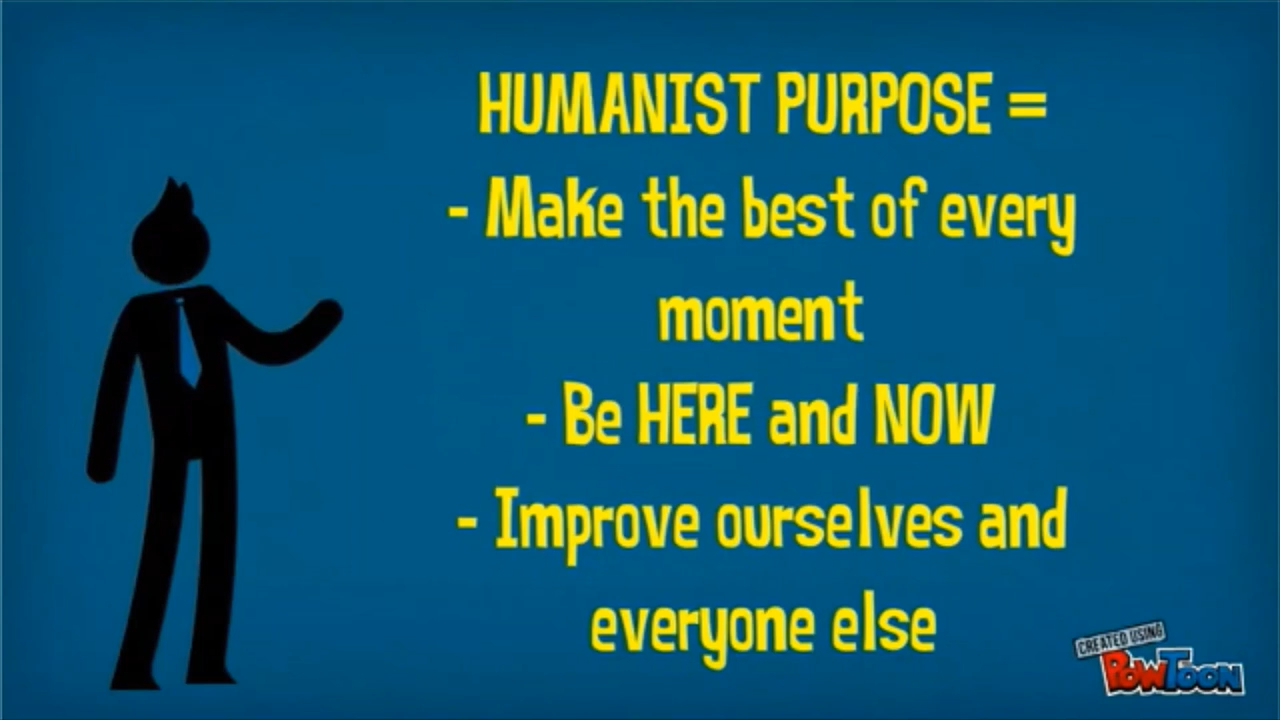 HUMANIST PURPOSE =
- Make the best of every
moment
- Be HERE and NOW
- Improve ourselves and
everyone else
CREATED USING
POWTOON